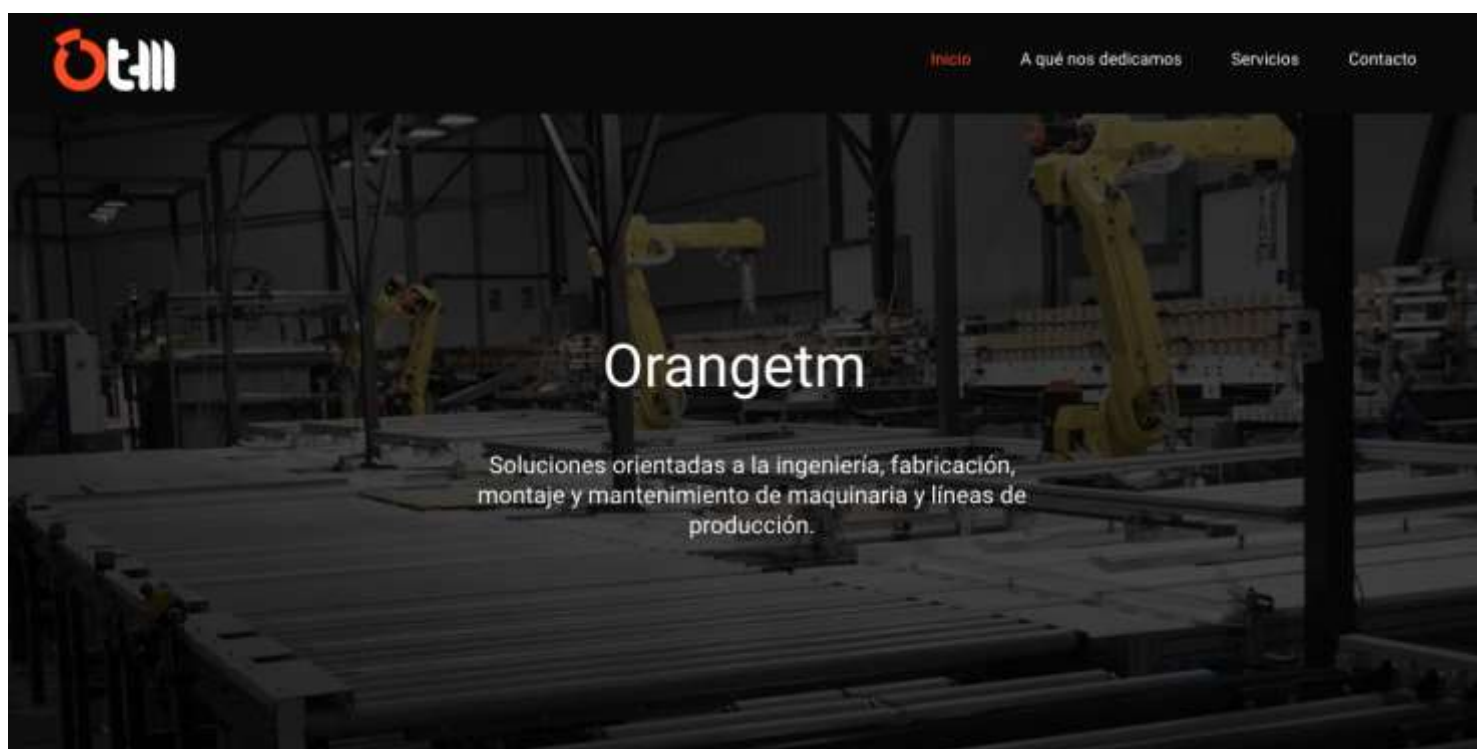 Otm
Inicio
A qué nos dedicamos
Servicios
Contacto
Orangetm
Soluciones orientadas a la ingeniería, fabricación,
montaje y mantenimiento de maquinaria y líneas de
producción.